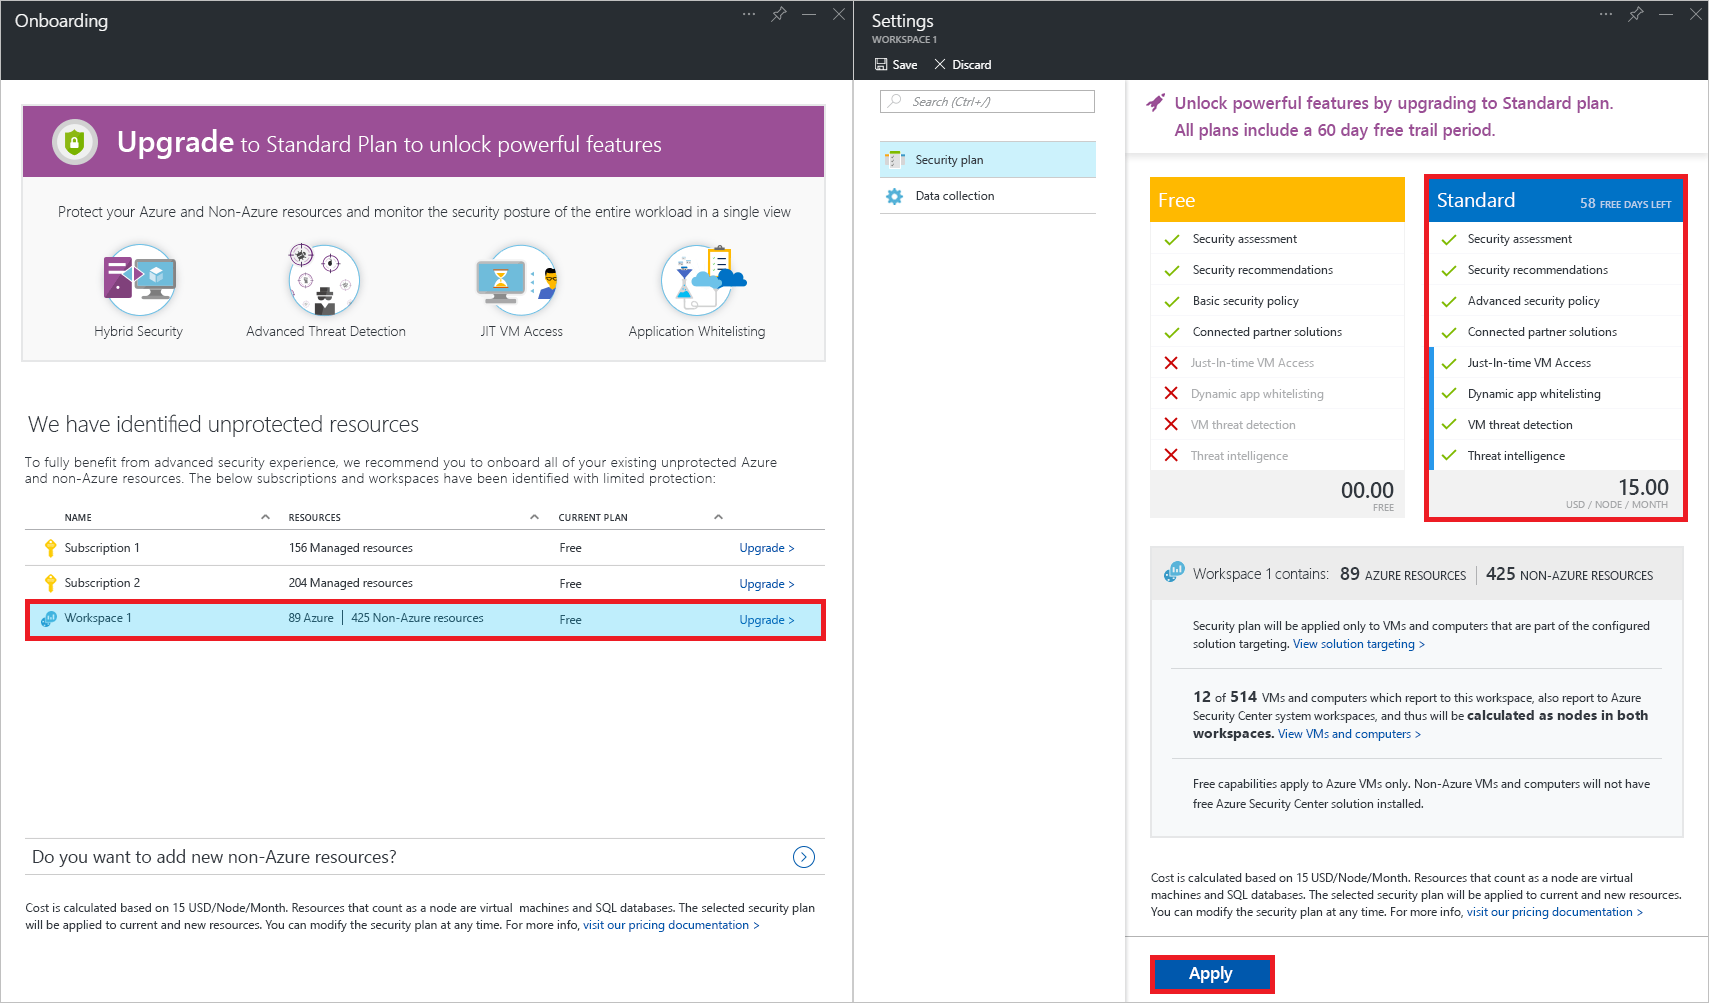 Onboarding
Upgrade to Standard Plan to unlock powerful features
Protect your Azure and Non-Azure resources and monitor the security posture of the entire workload in a single view
Hybrid Security
Advanced Threat Detection
JIT VM Access
Application Whitelisting
We have identified unprotected resources
To fully benefit from advanced security experience, we recommend you to onboard all of your existing unprotected Azure
and non-Azure resources. The below subscriptions and workspaces have been identified with limited protection:
NAME RESOURCES CURRENT PLAN
Subscription 1 156 Managed resources Free Upgrade >
Subscription 2 204 Managed resources Free Upgrade >
Workspace 1 89 Azure | 425 Non-Azure resources Free Upgrade >
Do you want to add new non-Azure resources?
Cost is calculated based on 15 USD/Node/Month. Resources that count as a node are virtual machines and SQL databases. The selected security plan
will be applied to current and new resources. You can modify the security plan at any time. For more info, visit our pricing documentation >
Settings
WORKSPACE 1
Save Discard
Search (Ctrl+/)
Security plan
Data collection
Unlock powerful features by upgrading to Standard plan.
All plans include a 60 day free trail period.
Free
Security assessment
Security recommendations
Basic security policy
Connected partner solutions
Just-In-time VM Access
Dynamic app whitelisting
VM threat detection
Threat intelligence
00.00
FREE
Standard 58 FREE DAYS LEFT
Security assessment
Security recommendations
Advanced security policy
Connected partner solutions
Just-In-time VM Access
Dynamic app whitelisting
VM threat detection
Threat intelligence
15.00
USD / NODE / MONTH
Workspace 1 contains: 89 AZURE RESOURCES | 425 NON-AZURE RESOURCES
Security plan will be applied only to VMs and computers that are part of the configured
solution targeting. View solution targeting >
12 of 514 VMs and computers which report to this workspace, also report to Azure
Security Center system workspaces, and thus will be calculated as nodes in both
workspaces. View VMs and computers >
Free capabilities apply to Azure VMs only. Non-Azure VMs and computers will not have
free Azure Security Center solution installed.
Cost is calculated based on 15 USD/Node/Month. Resources that count as a node are virtual
machines and SQL databases. The selected security plan will be applied to current and new resources.
You can modify the security plan at any time. For more info, visit our pricing documentation >
Apply